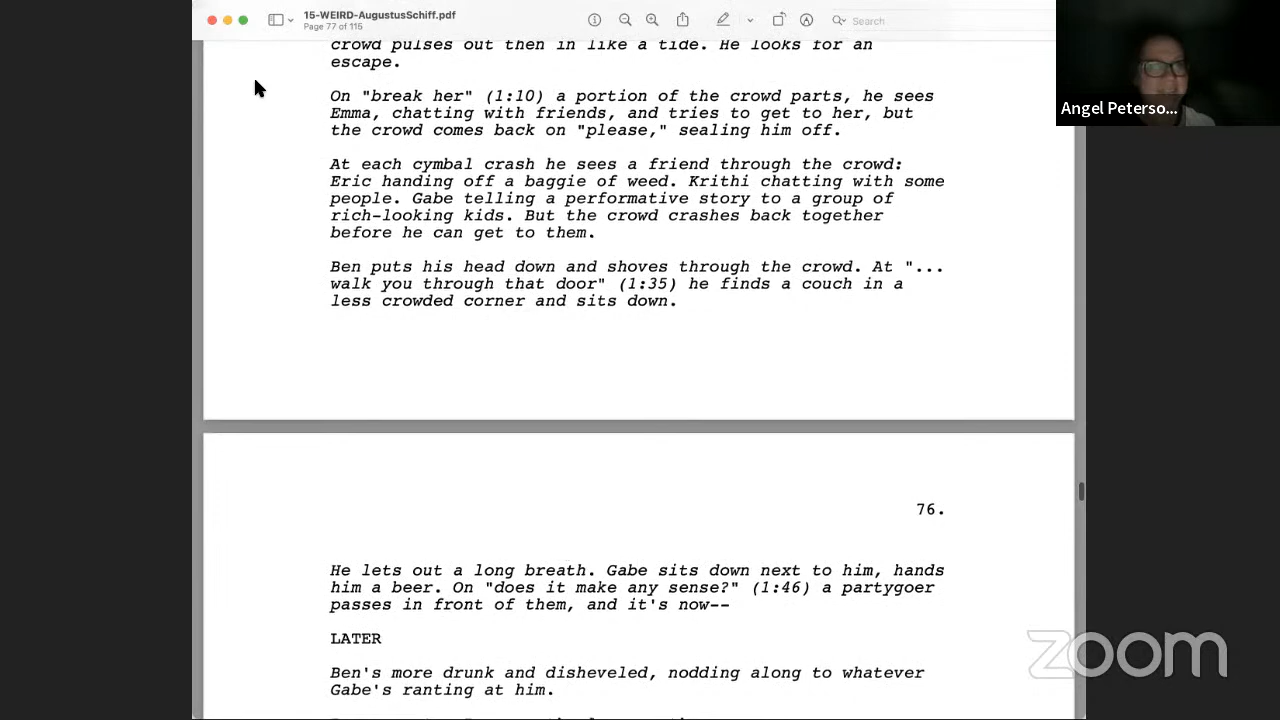 15-WEIRD-AugustusSchiff.pdf
Page 77 of 115
Search
Angel Peterso...
crowd pulses out then in like a tide. He looks for an
escape.
On "break her" (1:10) a portion of the crowd parts, he sees
Emma, chatting with friends, and tries to get to her, but
the crowd comes back on "please," sealing him off.
At each cymbal crash he sees a friend through the crowd:
Eric handing off a baggie of weed. Krithi chatting with some
people. Gabe telling a performative story to a group of
rich-looking kids. But the crowd crashes back together
before he can get to them.
Ben puts his head down and shoves through the crowd. At "...
walk you through that door" (1:35) he finds a couch in a
less crowded corner and sits down.
76.
He lets out a long breath. Gabe sits down next to him, hands
him a beer. On "does it make any sense?" (1:46) a partygoer
passes in front of them, and it's now--
LATER
Ben's more drunk and disheveled, nodding along to whatever
Gabe's ranting at him.
zoom